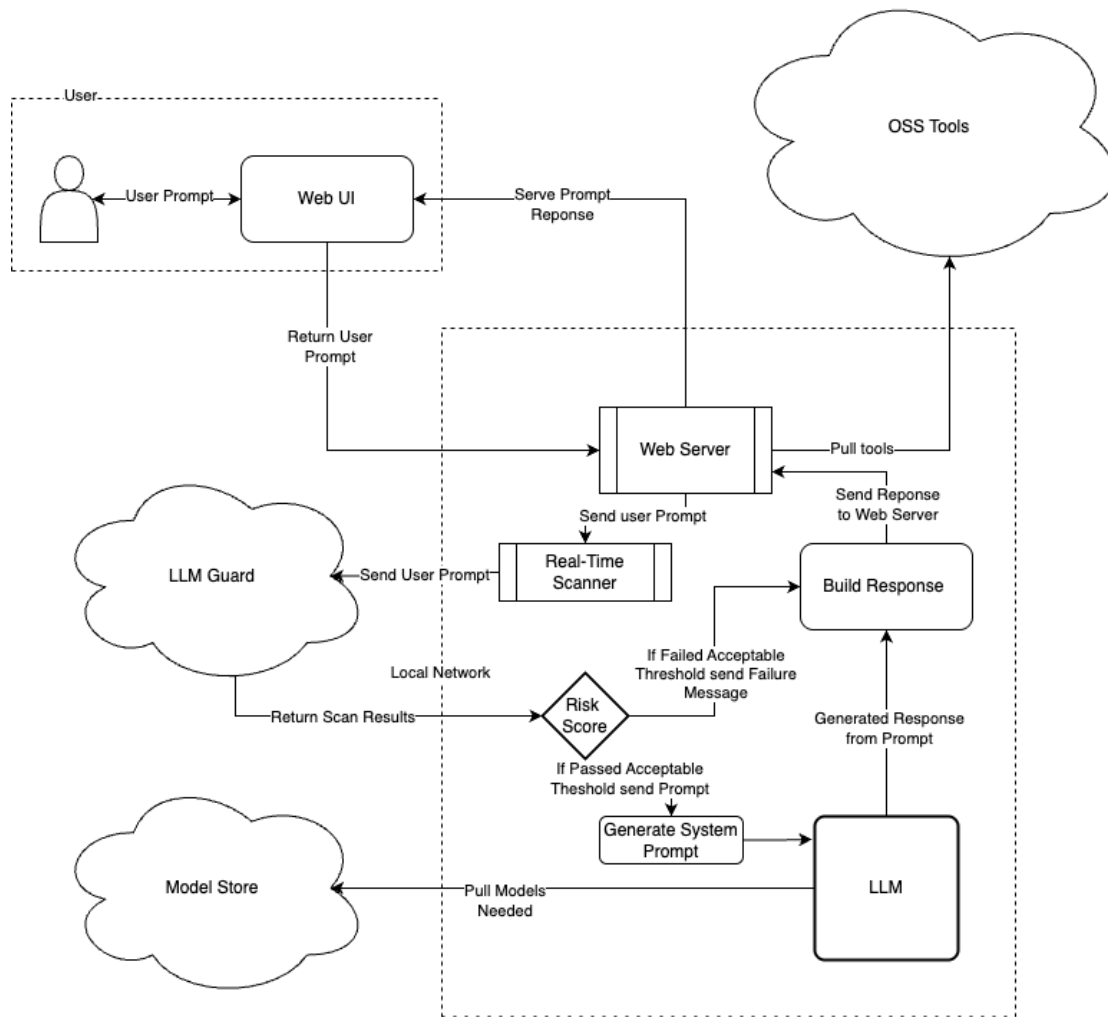 User
OSS Tools
User Prompt
Web UI
Serve Prompt
Reponse
Return User
Prompt
Web Server
Pull tools
Send user Prompt
Send Reponse
to Web Server
LLM Guard
Send User Prompt
Real-Time
Scanner
Build Response
Local Network
If Failed Acceptable
Threshold send Failure
Message
Return Scan Results
Risk
Score
Generated Response
from Prompt
If Passed Acceptable
Theshold send Prompt
Generate System
Prompt
Model Store
Pull Models
Needed
LLM